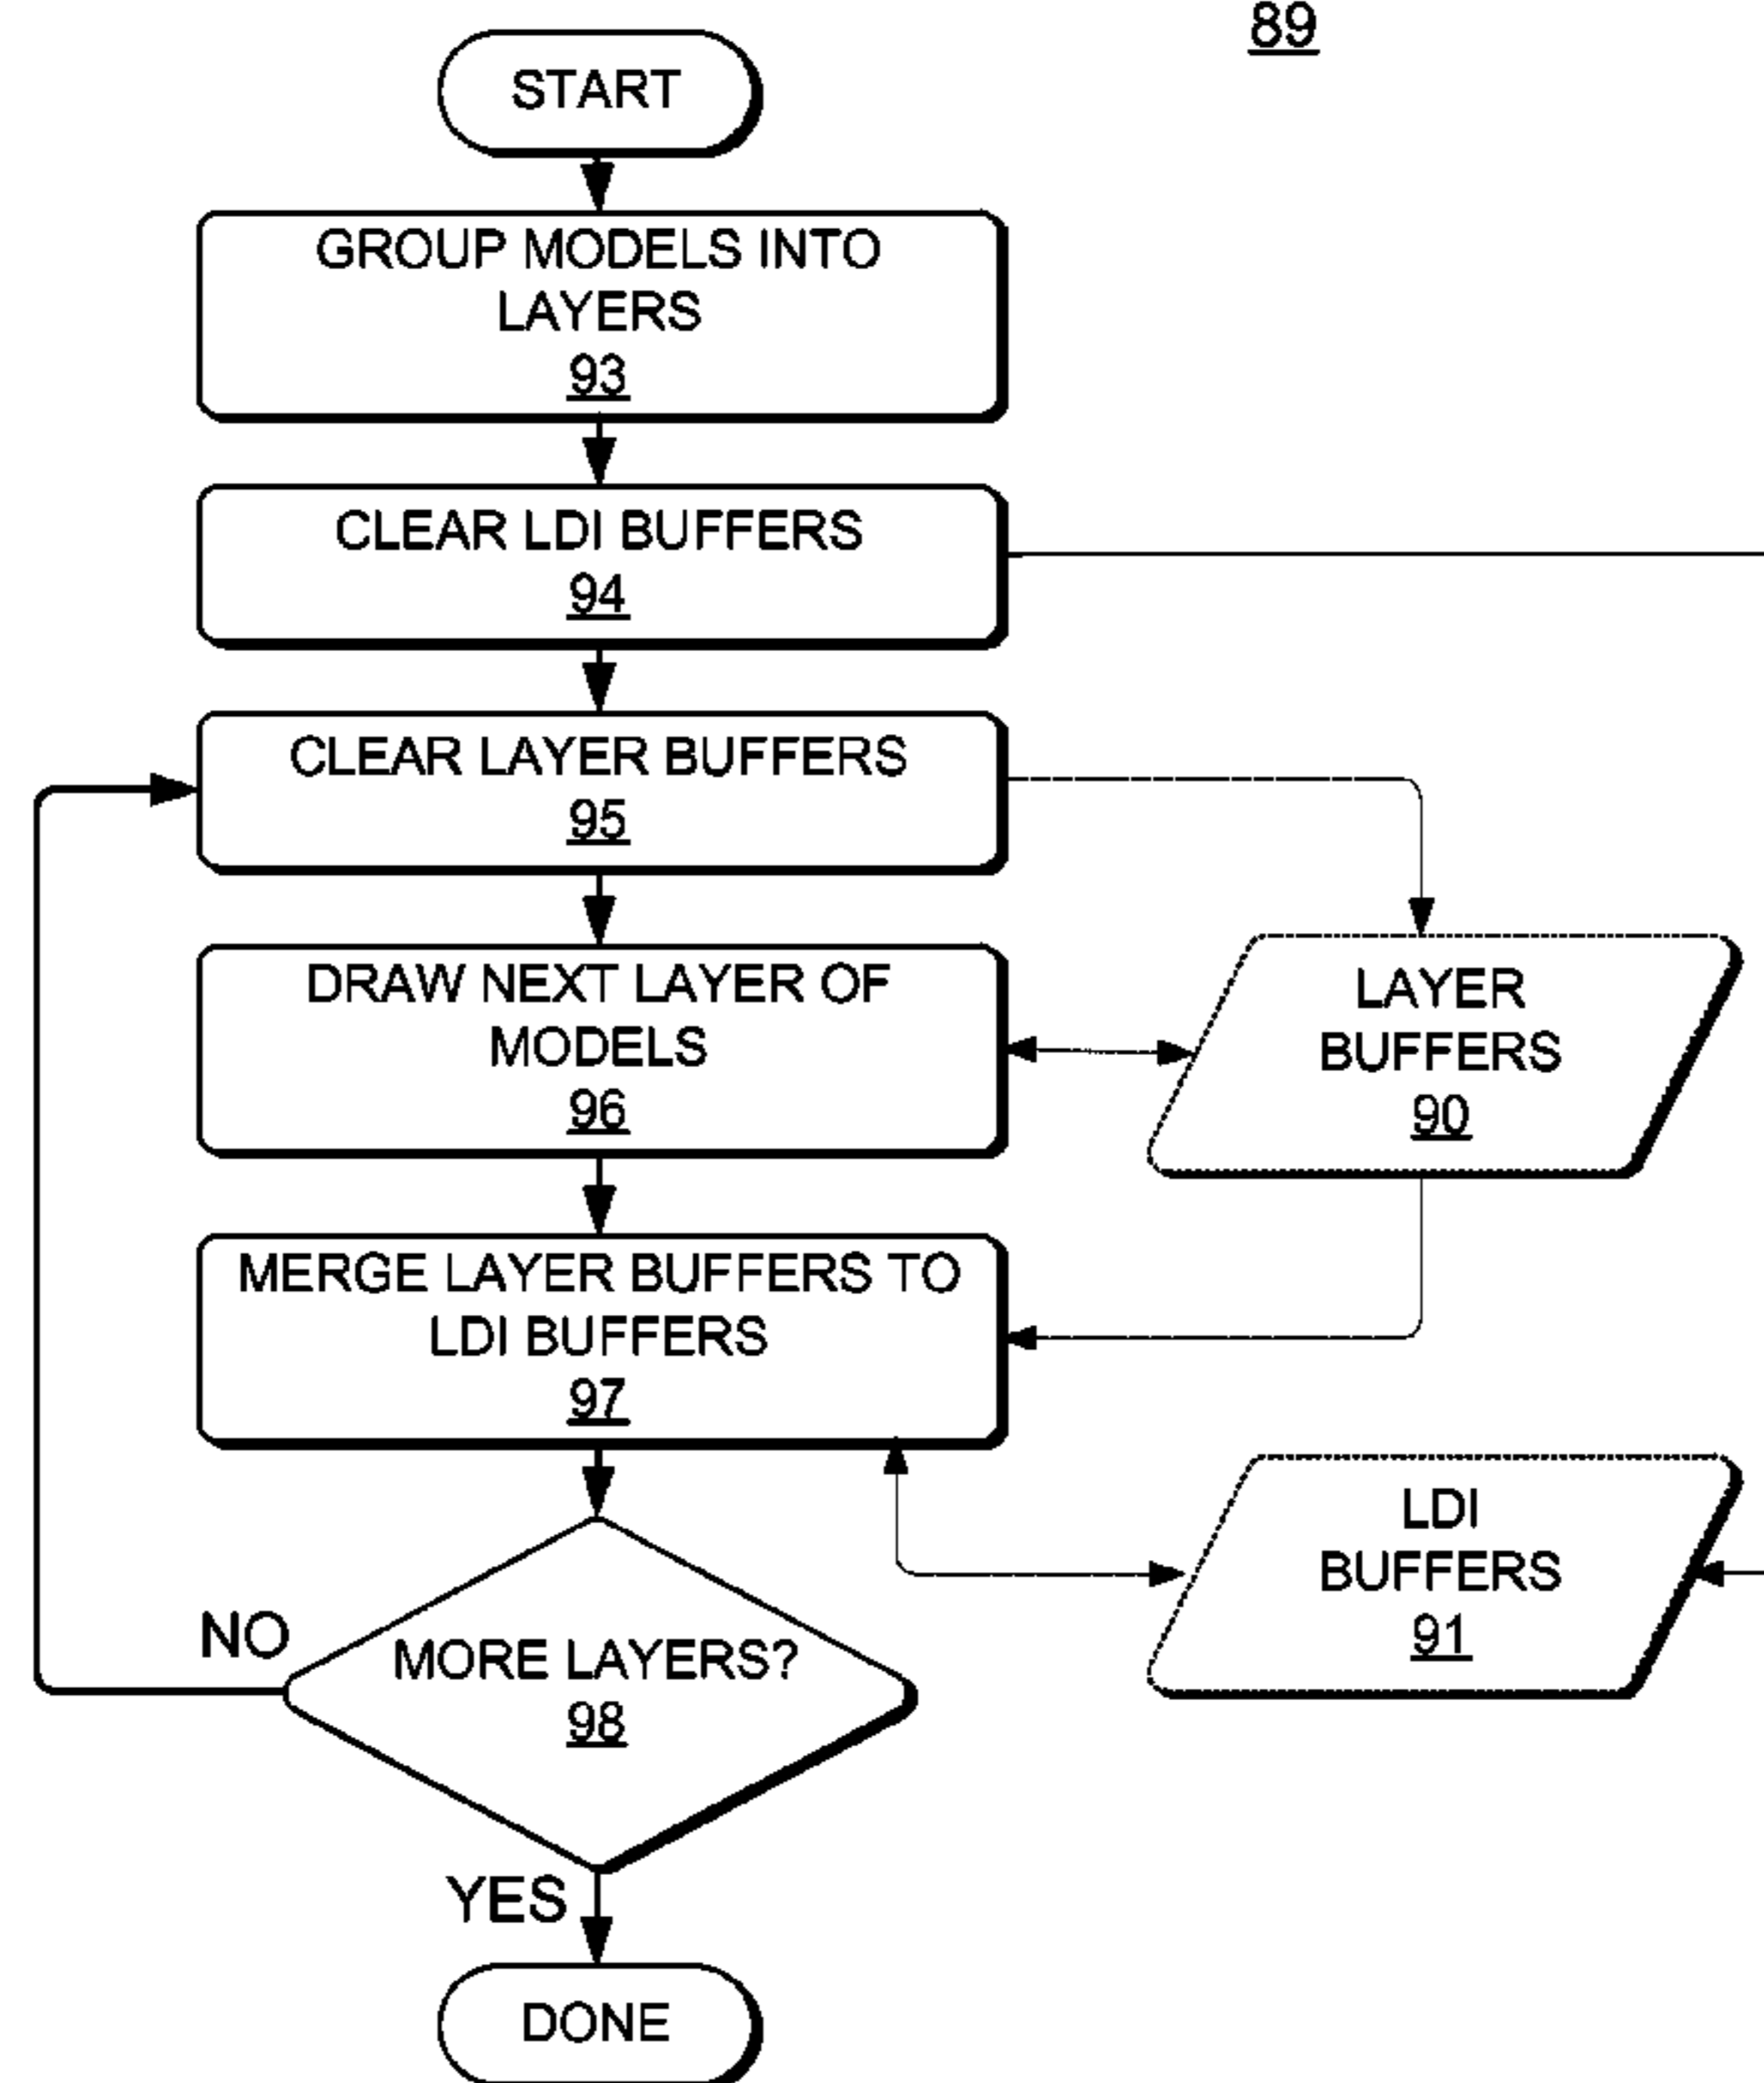 89
START
GROUP MODELS INTO
LAYERS
93
CLEAR LDI BUFFERS
94
CLEAR LAYER BUFFERS
95
DRAW NEXT LAYER OF
MODELS
96
LAYER
BUFFERS
90
MERGE LAYER BUFFERS TO
LDI BUFFERS
97
LDI
BUFFERS
91
NO
MORE LAYERS?
98
YES
DONE